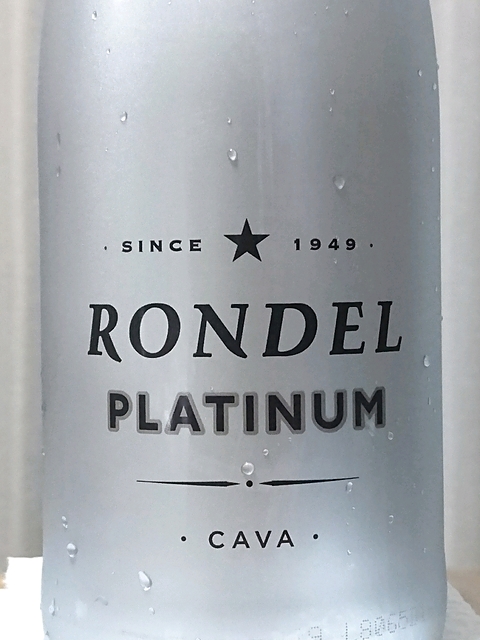 · SINCE ★ 1949 ·
RONDEL
PLATINUM
· CAVA ·